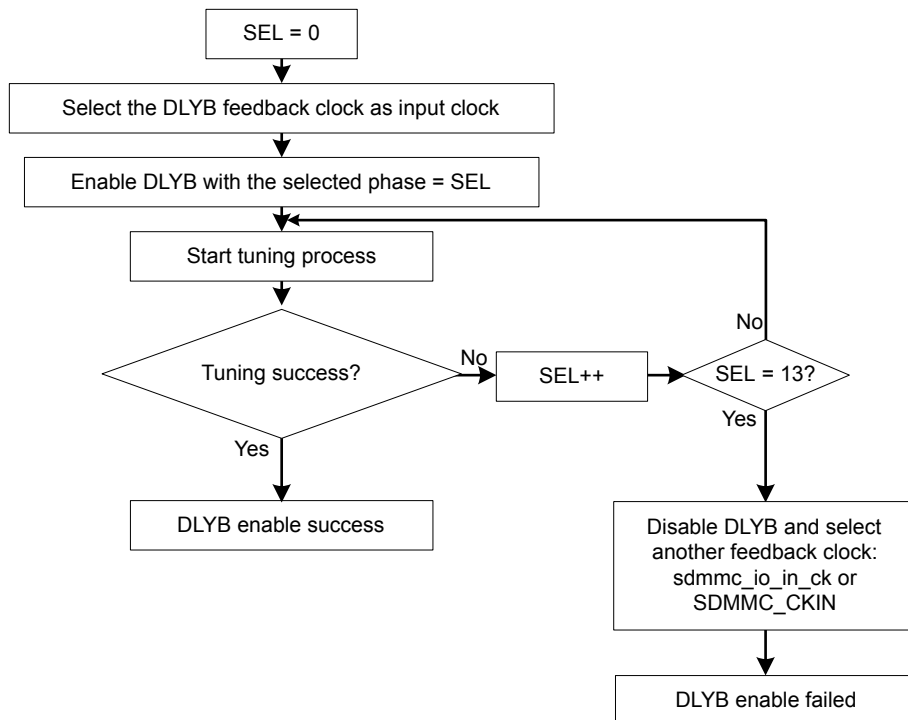 SEL = 0
Select the DLYB feedback clock as input clock
Enable DLYB with the selected phase = SEL
Start tuning process
Tuning success?
No
SEL++
No
SEL = 13?
Yes
Yes
DLYB enable success
Disable DLYB and select
another feedback clock:
sdmmc_io_in_ck or
SDMMC_CKIN
DLYB enable failed